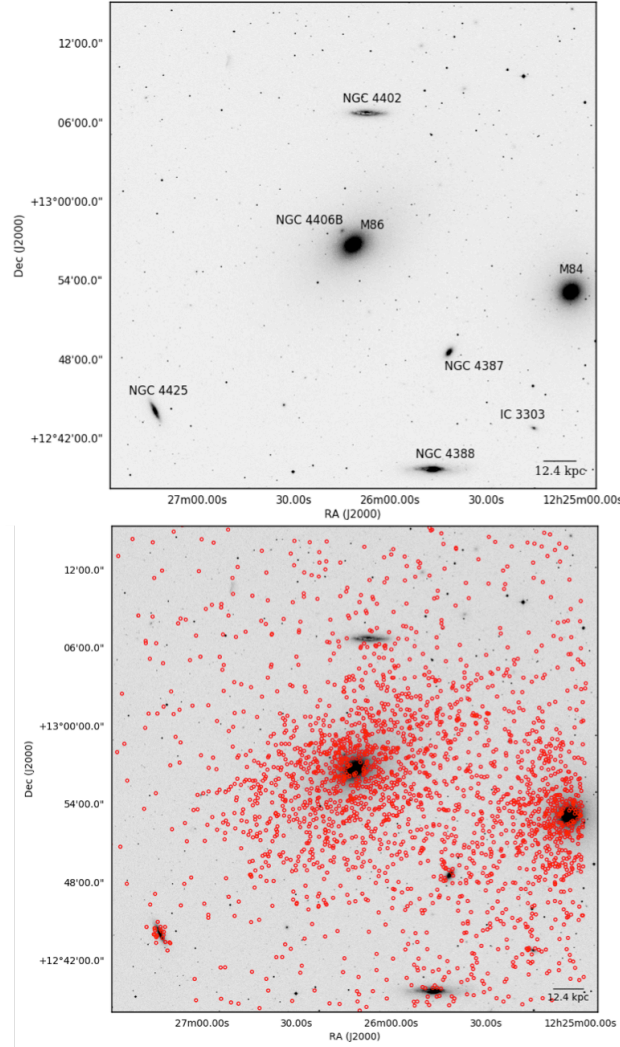 12'00.0"
NGC 4402
06'00.0"
+13°00'00.0"
NGC 4406B
M86
Dec (J2000)
M84
54'00.0"
48'00.0"
NGC 4387
NGC 4425
IC 3303
+12°42'00.0"
NGC 4388
12.4 kpc
27m00.00s 30.00s 26m00.00s 30.00s 12h25m00.00s
RA (J2000)
12'00.0"
06'00.0"
+13°00'00.0"
Dec (J2000)
54'00.0"
48'00.0"
+12°42'00.0"
12.4 kpc
27m00.00s 30.00s 26m00.00s 30.00s 12h25m00.00s
RA (J2000)